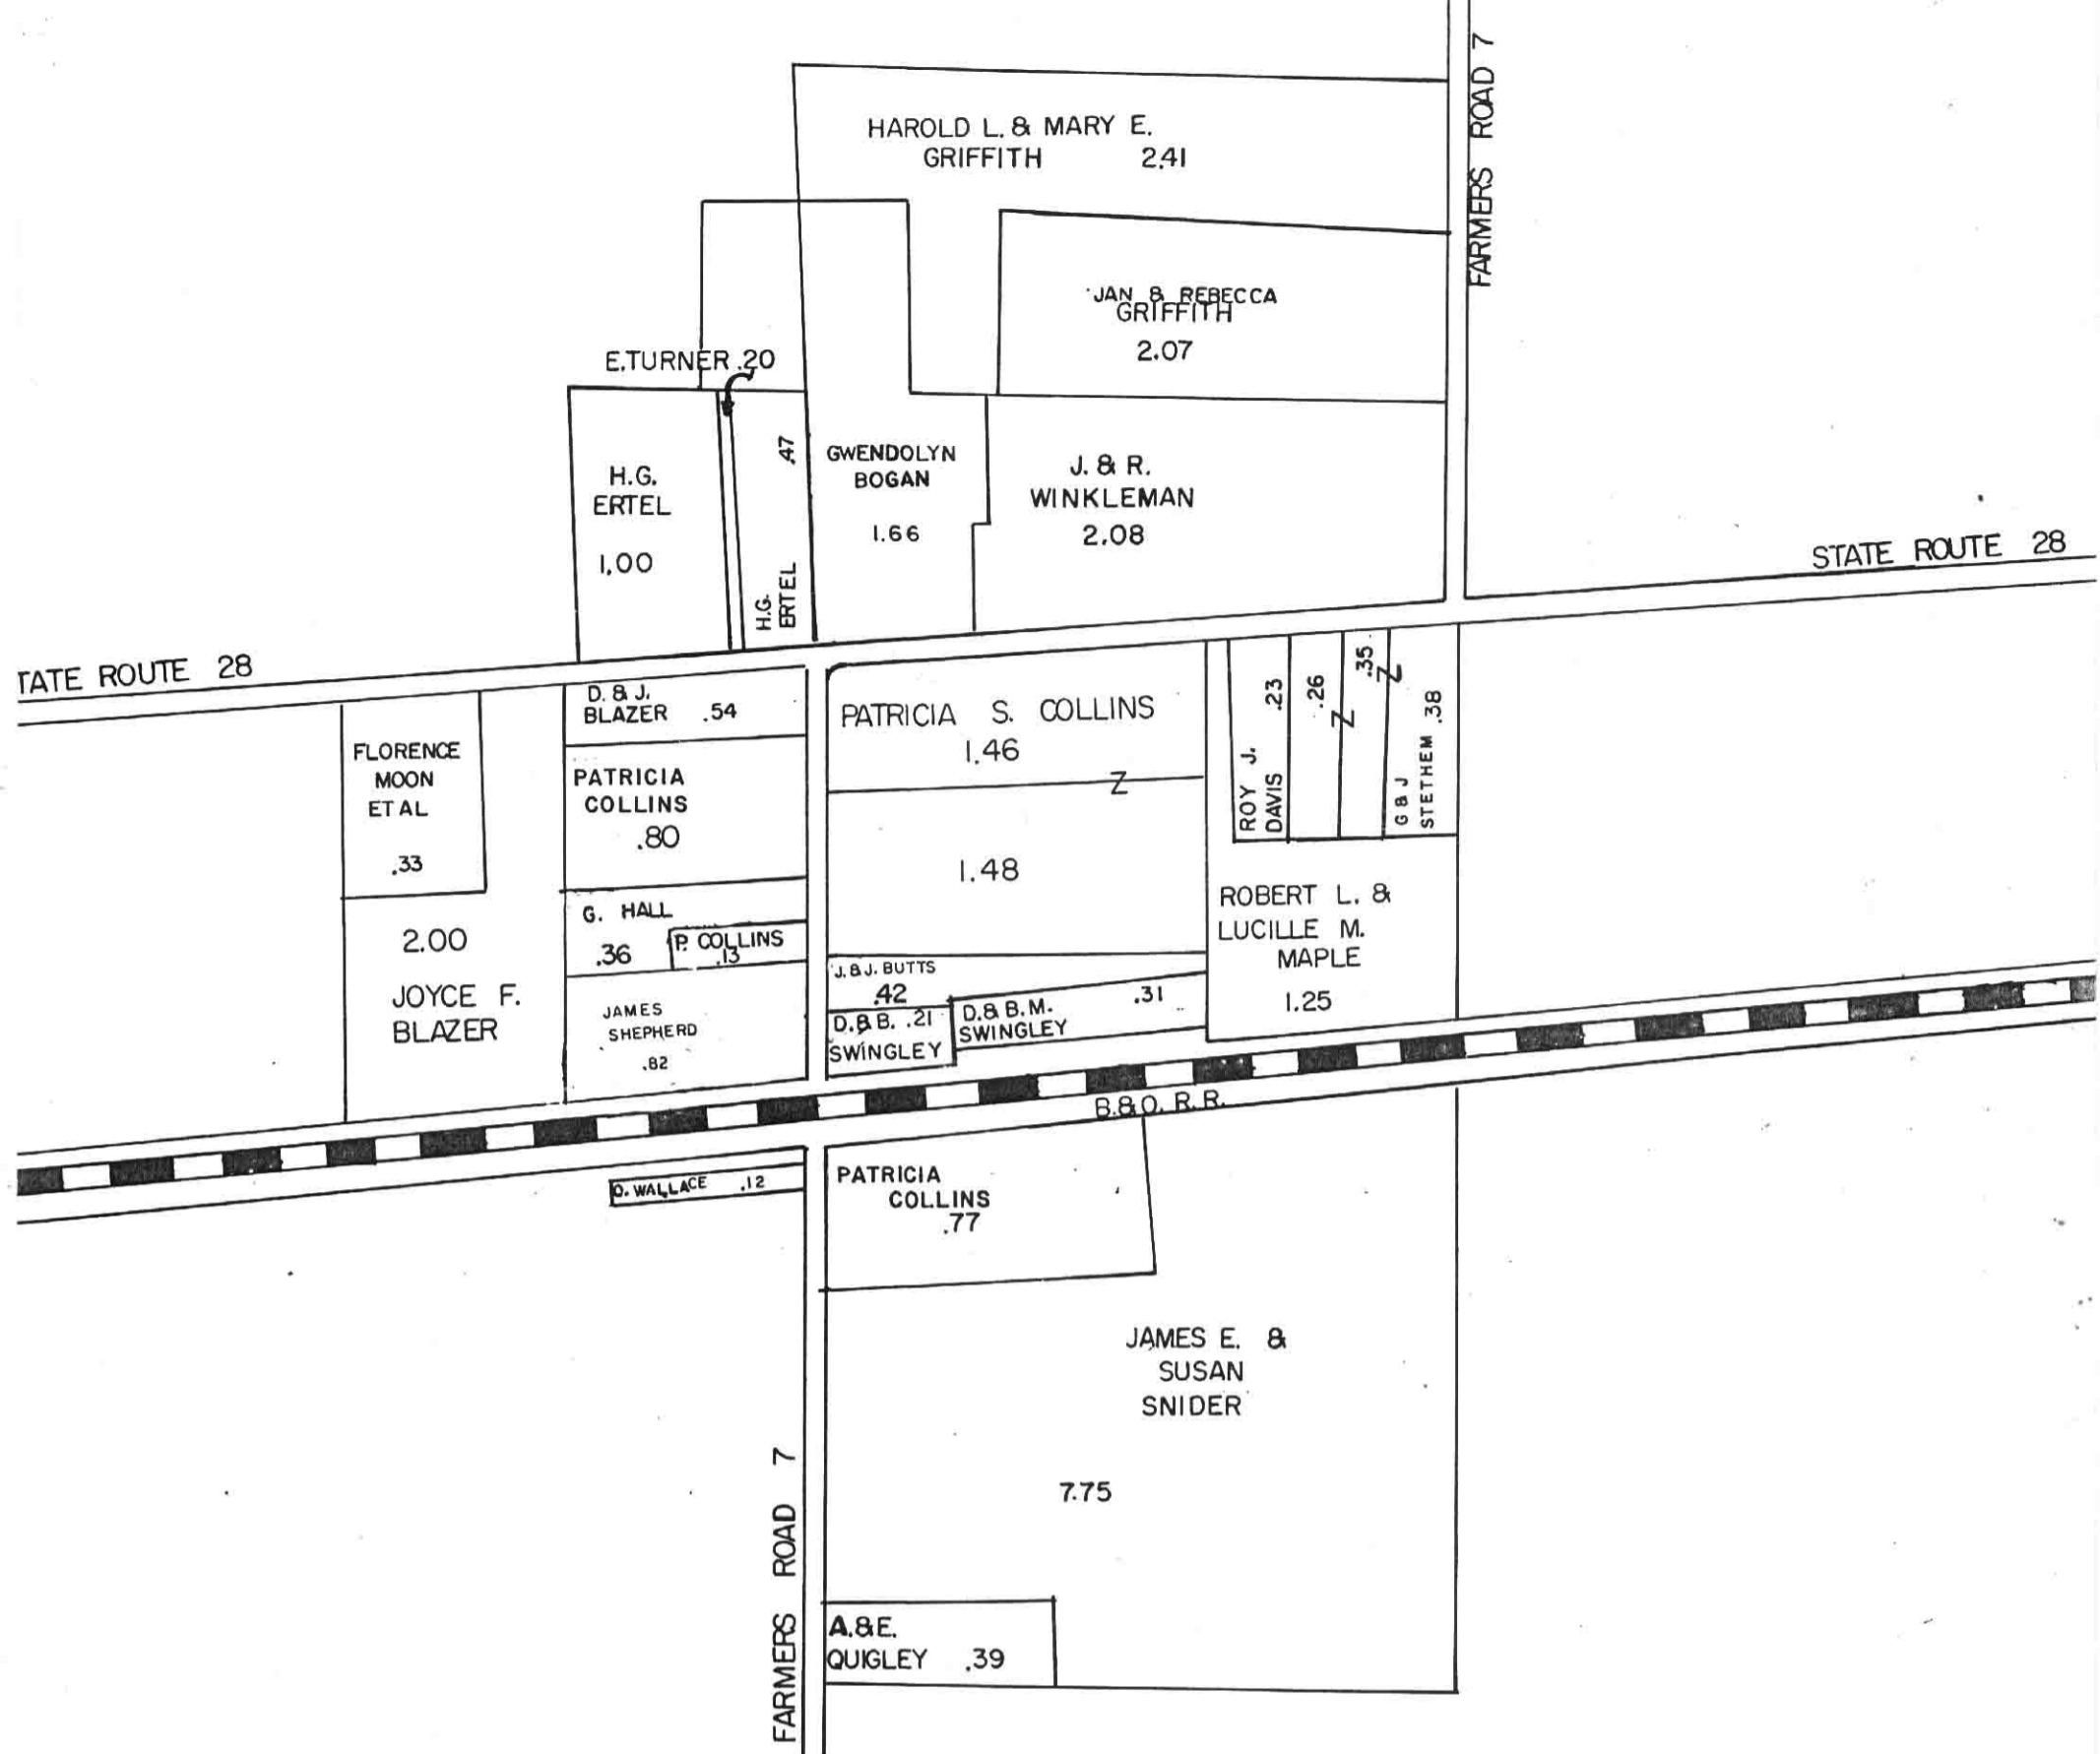 FARMERS ROAD 7
HAROLD L. & MARY E.
GRIFFITH 2.41
JAN & REBECCA
GRIFFITH
2.07
E. TURNER .20
H.G.
ERTEL
1.00
.47
H.G.
ERTEL
GWENDOLYN
BOGAN
1.66
J. & R.
WINKLEMAN
2.08
STATE ROUTE 28
TATE ROUTE 28
FLORENCE
MOON
ET AL
.33
2.00
JOYCE F.
BLAZER
D. & J.
BLAZER .54
PATRICIA
COLLINS
.80
G. HALL
.36
P. COLLINS
.13
JAMES
SHEPHERD
.82
PATRICIA S. COLLINS
1.46
Z
1.48
J. & J. BUTTS
.42
D. & B. .21
SWINGLEY
D. & B. M. .31
SWINGLEY
ROY J.
DAVIS .23
.26
Z
.35
Z
G & J
STETHEM .38
ROBERT L. &
LUCILLE M.
MAPLE
1.25
B. & O. R. R.
O. WALLACE .12
PATRICIA
COLLINS
.77
JAMES E. &
SUSAN
SNIDER
7.75
FARMERS ROAD 7
A. & E.
QUIGLEY .39